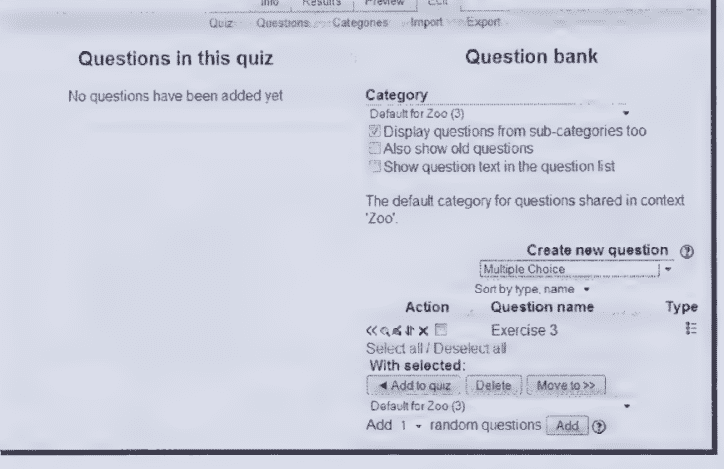 Info Results Preview Edit
Quiz Questions Categories Import Export
Questions in this quiz
No questions have been added yet
Question bank
Category
Default for Zoo (3)
Display questions from sub-categories too
Also show old questions
Show question text in the question list
The default category for questions shared in context
'Zoo'.
Create new question
Multiple Choice
Sort by type, name
Action Question name Type
Exercise 3
Select all / Deselect all
With selected:
Add to quiz Delete Move to >>
Default for Zoo (3)
Add 1 random questions Add